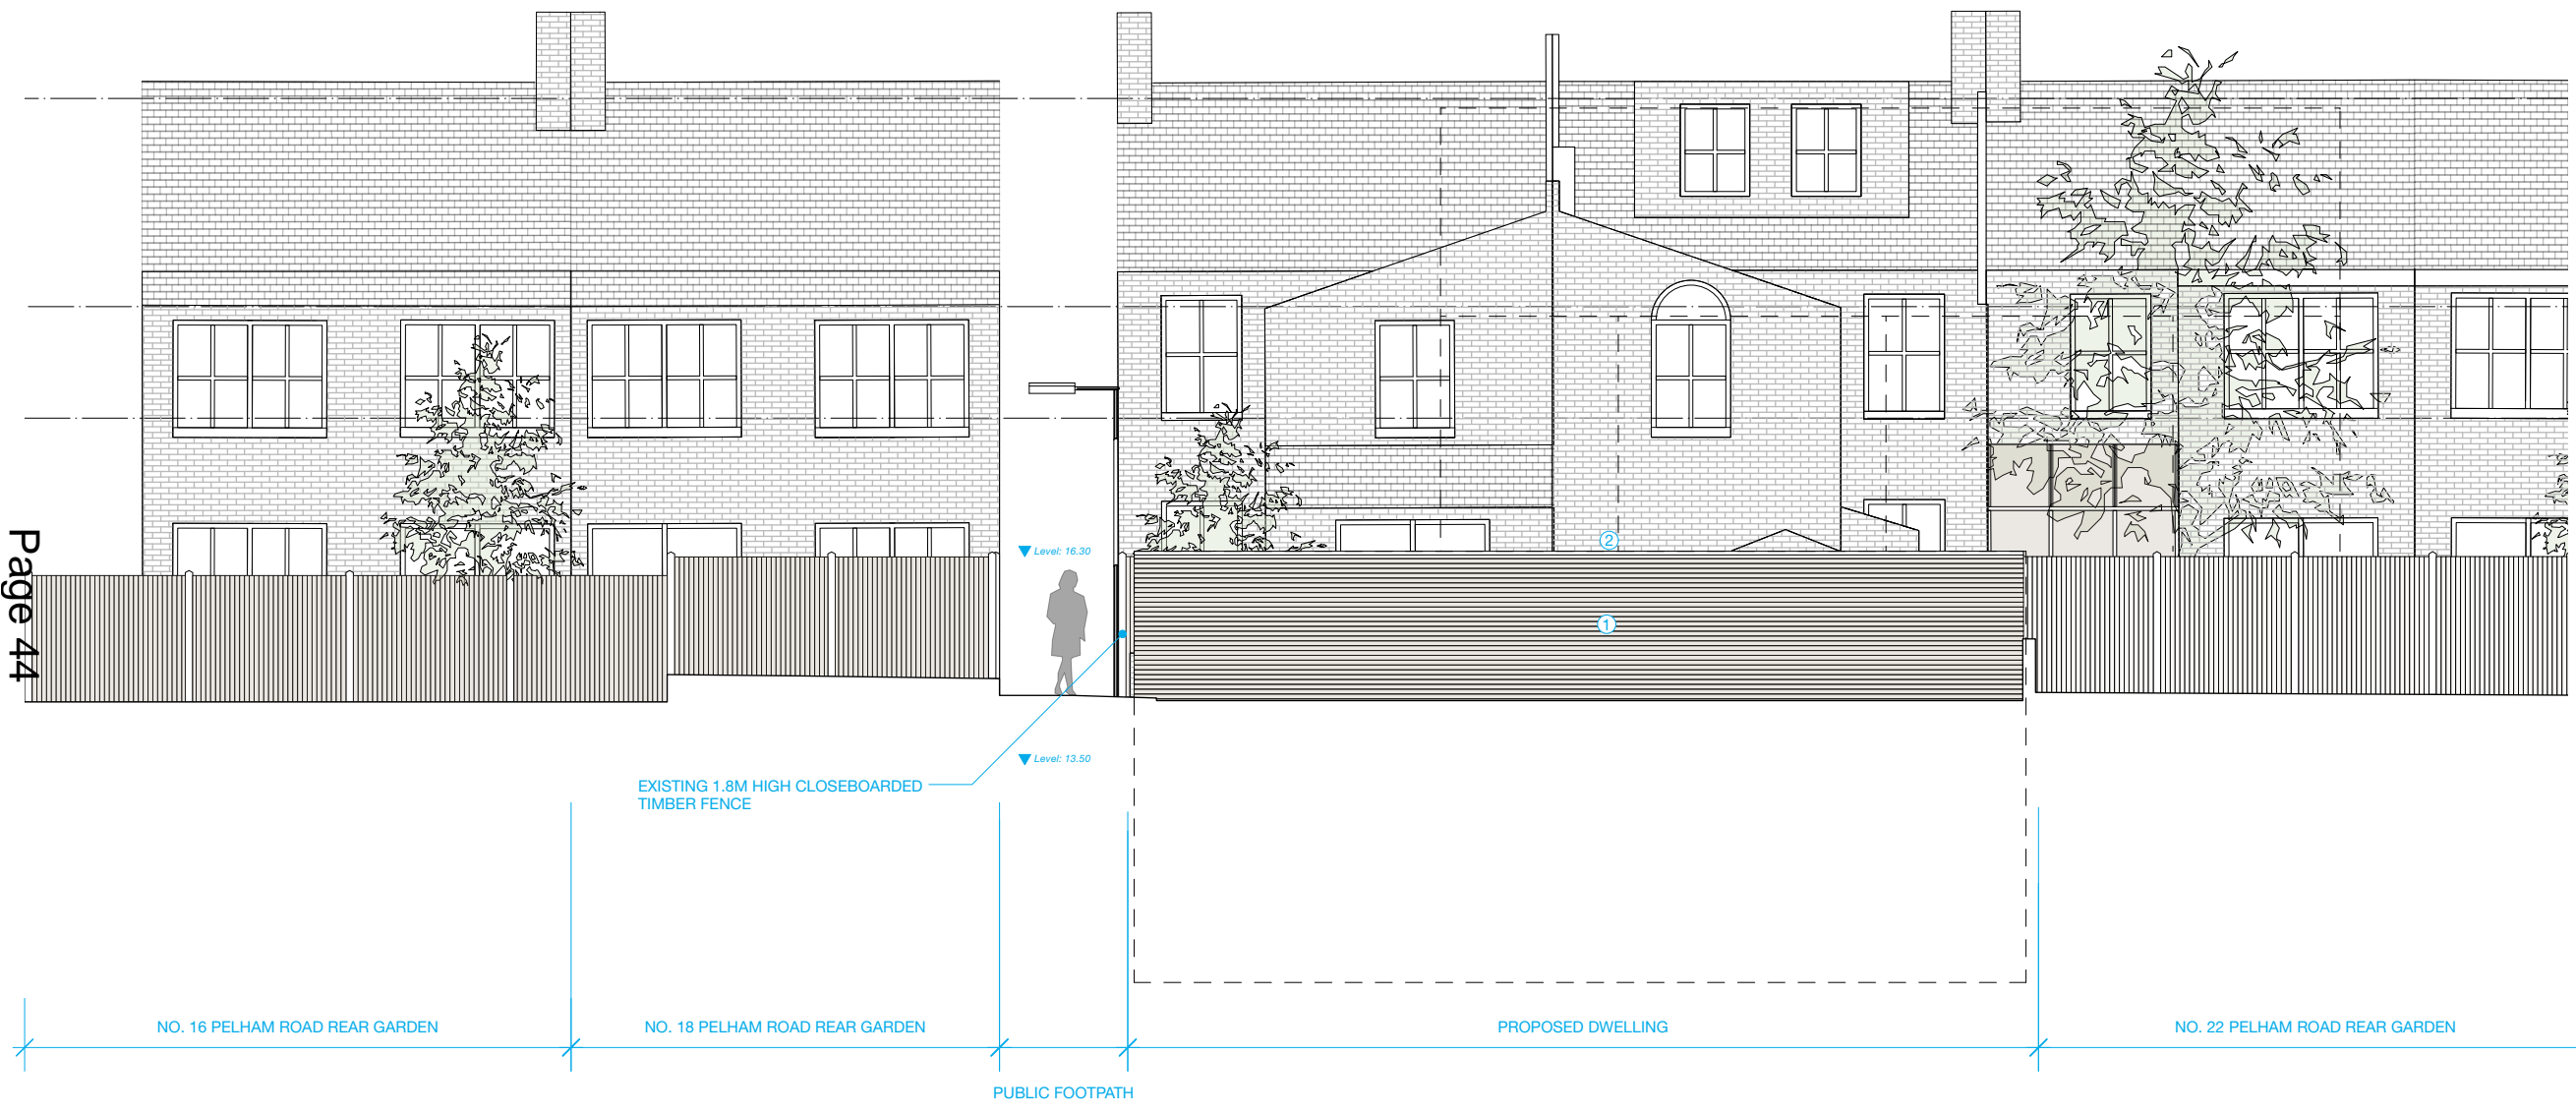 Page 44
Level: 16.30
2
1
Level: 13.50
EXISTING 1.8M HIGH CLOSEBOARDED
TIMBER FENCE
NO. 16 PELHAM ROAD REAR GARDEN
NO. 18 PELHAM ROAD REAR GARDEN
PROPOSED DWELLING
NO. 22 PELHAM ROAD REAR GARDEN
PUBLIC FOOTPATH